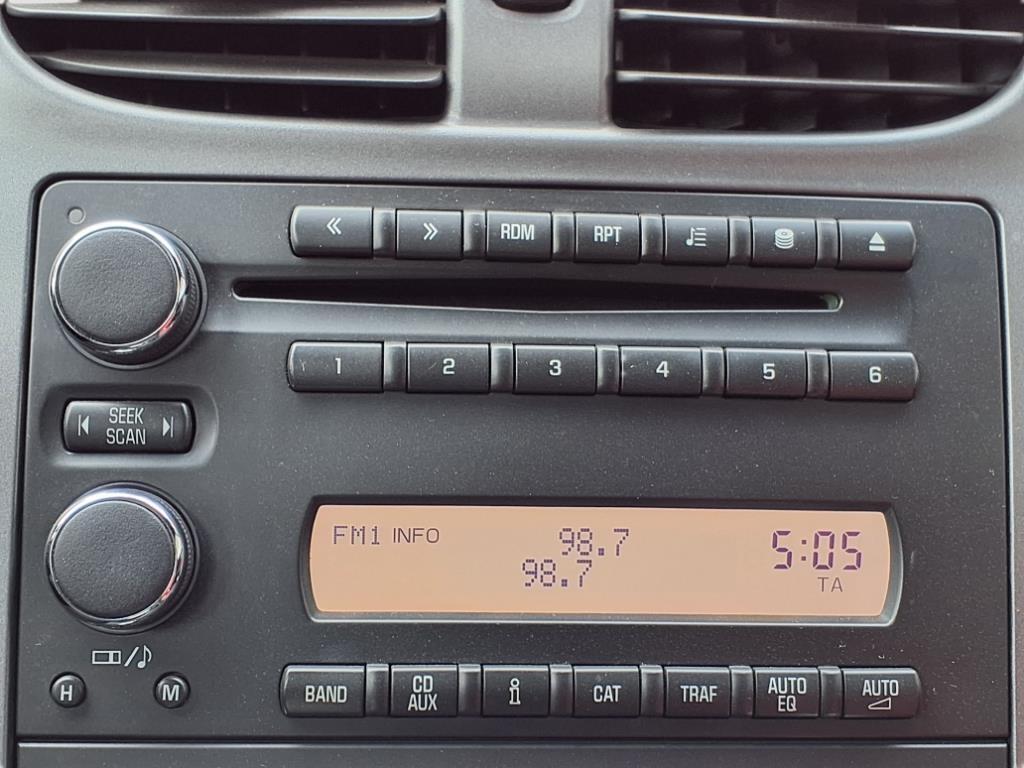 RDM RPT
1 2 3 4 5 6
SEEK
SCAN
FM1 INFO 98.7 5:05
98.7 TA
H M
BAND CD AUX i CAT TRAF AUTO EQ AUTO